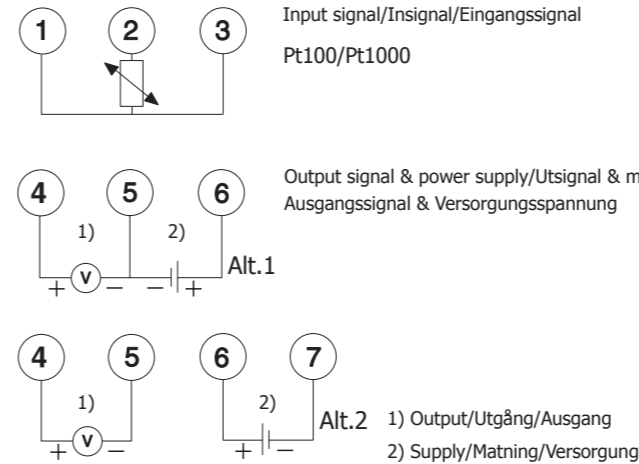 1 2 3 Input signal/Insignal/Eingangssignal
Pt100/Pt1000
4 5 6 Output signal & power supply/Utsignal & m
Ausgangssignal & Versorgungsspannung
1) 2)
Alt.1
+ V − − +
4 5 6 7
1) 2)
Alt.2 1) Output/Utgång/Ausgang
+ V − + − 2) Supply/Matning/Versorgung